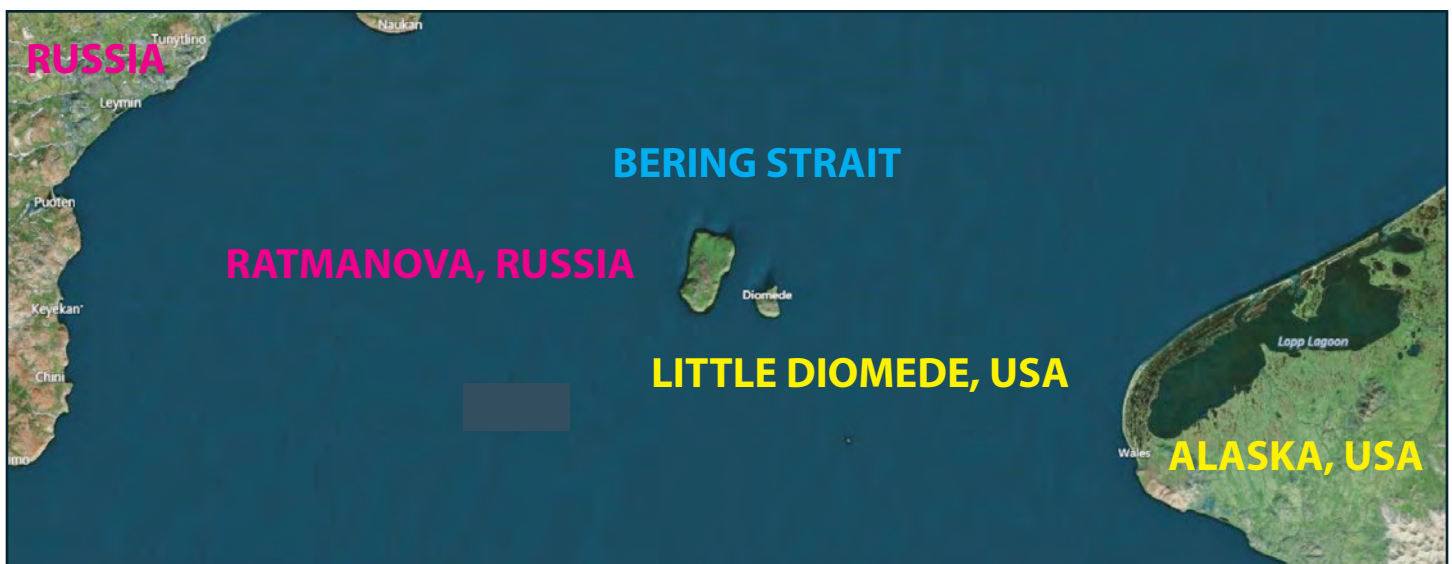 Naukan
Tunytlino
RUSSIA
Leymin
BERING STRAIT
Puoten
RATMANOVA, RUSSIA
Diomede
Keyekan'
Lopp Lagoon
LITTLE DIOMEDE, USA
Chini
Wales
ALASKA, USA
imo